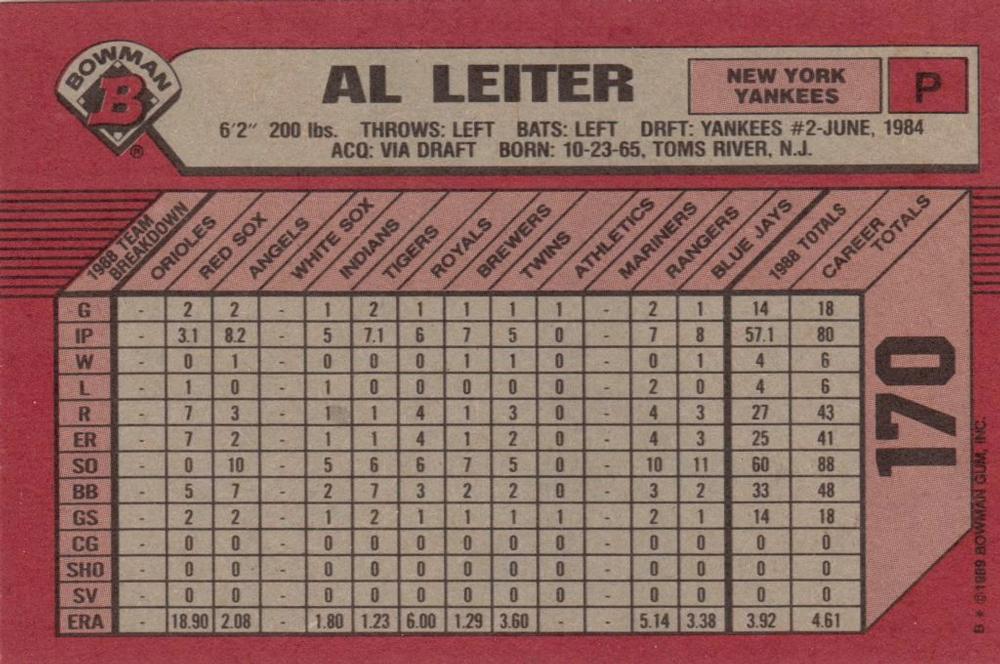 BOWMAN
B
®
AL LEITER
NEW YORK
YANKEES
P
6'2" 200 lbs. THROWS: LEFT BATS: LEFT DRFT: YANKEES #2-JUNE, 1984
ACQ: VIA DRAFT BORN: 10-23-65, TOMS RIVER, N.J.
1988 TEAM
BREAKDOWN
ORIOLES
RED SOX
ANGELS
WHITE SOX
INDIANS
TIGERS
ROYALS
BREWERS
TWINS
ATHLETICS
MARINERS
RANGERS
BLUE JAYS
1988 TOTALS
CAREER
TOTALS
G - 2 2 - 1 2 1 1 1 1 - 2 1 14 18
IP - 3.1 8.2 - 5 7.1 6 7 5 0 - 7 8 57.1 80
W - 0 1 - 0 0 0 1 1 0 - 0 1 4 6
L - 1 0 - 1 0 0 0 0 0 - 2 0 4 6
R - 7 3 - 1 1 4 1 3 0 - 4 3 27 43
ER - 7 2 - 1 1 4 1 2 0 - 4 3 25 41
SO - 0 10 - 5 6 6 7 5 0 - 10 11 60 88
BB - 5 7 - 2 7 3 2 2 0 - 3 2 33 48
GS - 2 2 - 1 2 1 1 1 1 - 2 1 14 18
CG - 0 0 - 0 0 0 0 0 0 - 0 0 0 0
SHO - 0 0 - 0 0 0 0 0 0 - 0 0 0 0
SV - 0 0 - 0 0 0 0 0 0 - 0 0 0 0
ERA - 18.90 2.08 - 1.80 1.23 6.00 1.29 3.60 - - 5.14 3.38 3.92 4.61
170
B * ©1989 BOWMAN GUM, INC.